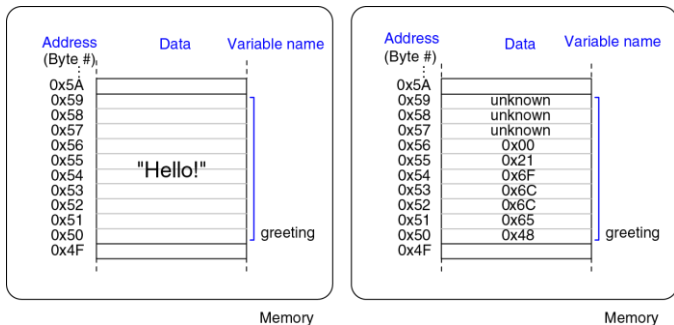 Address Data Variable name
(Byte #)
0x5A
0x59
0x58
0x57
0x56
0x55
0x54
0x53
0x52
0x51
0x50
0x4F
"Hello!"
greeting
Memory
Address Data Variable name
(Byte #)
0x5A
0x59 unknown
0x58 unknown
0x57 unknown
0x56 0x00
0x55 0x21
0x54 0x6F
0x53 0x6C
0x52 0x6C
0x51 0x65
0x50 0x48 greeting
0x4F
Memory